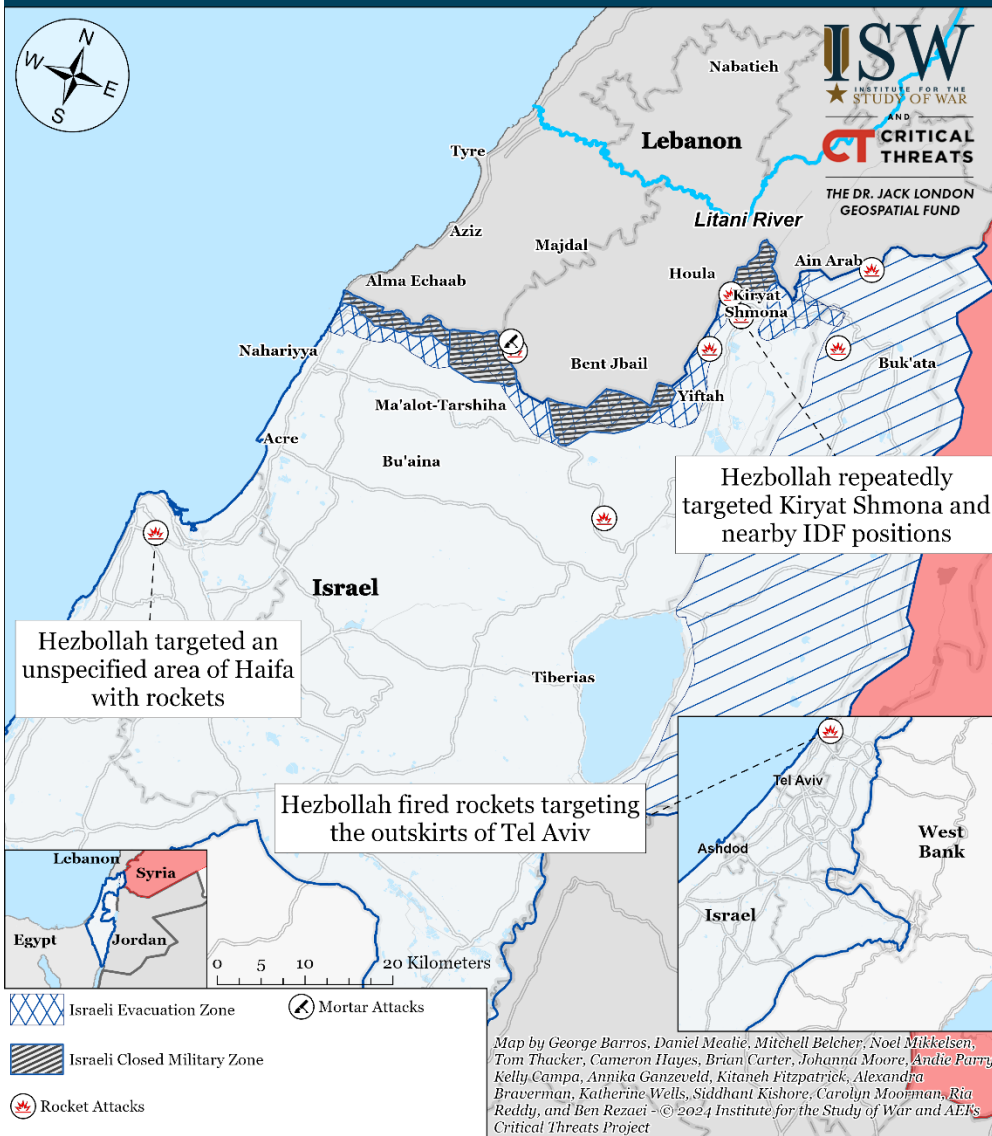 N
W
E
S
ISW
INSTITUTE FOR THE
STUDY OF WAR
AND
CT CRITICAL
THREATS
THE DR. JACK LONDON
GEOSPATIAL FUND
Nabatieh
Lebanon
Tyre
Litani River
Aziz
Majdal
Ain Arab
Houla
Alma Echaab
Kiryat
Shmona
Nahariyya
Bent Jbail
Buk'ata
Yiftah
Ma'alot-Tarshiha
Acre
Bu'aina
Hezbollah repeatedly
targeted Kiryat Shmona and
nearby IDF positions
Israel
Hezbollah targeted an
unspecified area of Haifa
with rockets
Tiberias
Hezbollah fired rockets targeting
the outskirts of Tel Aviv
Tel Aviv
West
Bank
Ashdod
Israel
Lebanon
Syria
Egypt
Jordan
0 5 10 20 Kilometers
Israeli Evacuation Zone
Mortar Attacks
Israeli Closed Military Zone
Rocket Attacks
Map by George Barros, Daniel Mealie, Mitchell Belcher, Noel Mikkelsen,
Tom Thacker, Cameron Hayes, Brian Carter, Johanna Moore, Andie Parry,
Kelly Campa, Annika Ganzeveld, Kitaneh Fitzpatrick, Alexandra
Braverman, Katherine Wells, Siddhant Kishore, Carolyn Moorman, Ria
Reddy, and Ben Rezaei - © 2024 Institute for the Study of War and AEI's
Critical Threats Project